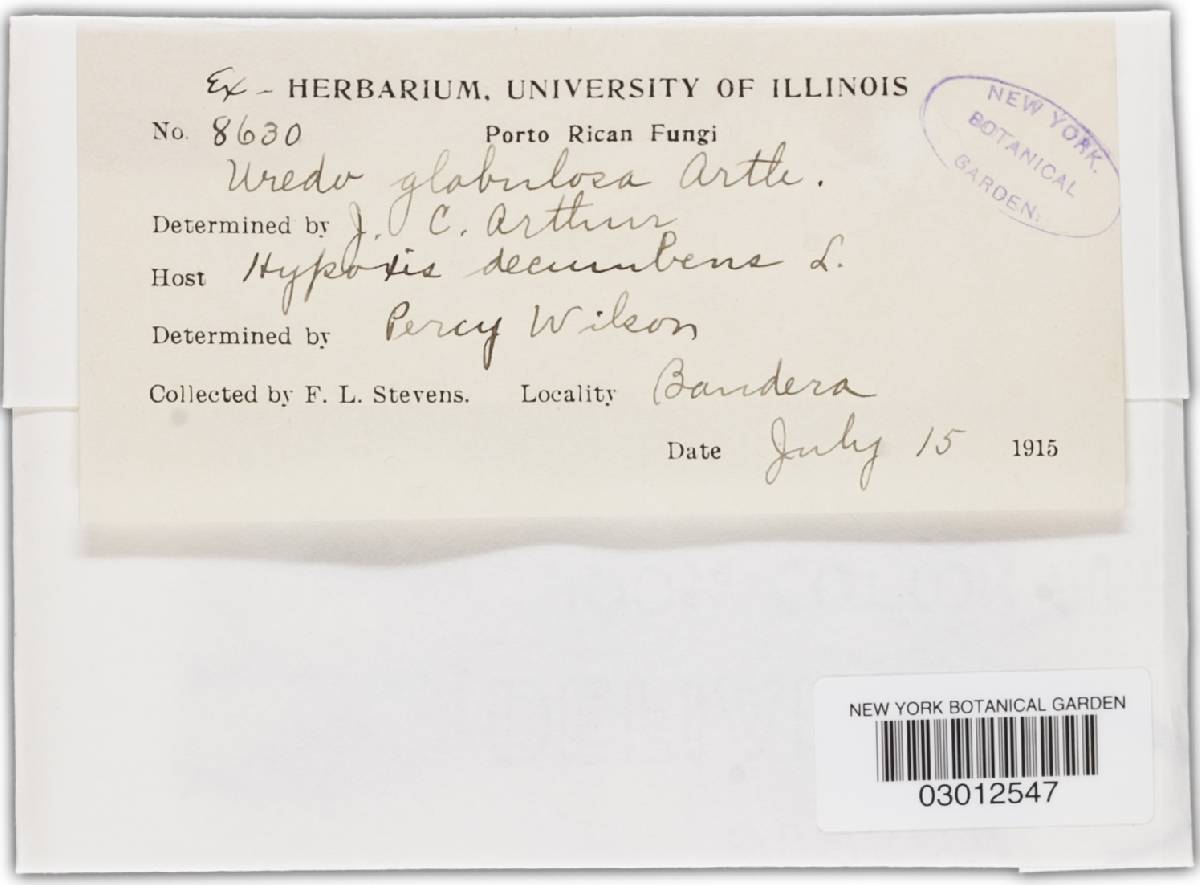 Ex - HERBARIUM, UNIVERSITY OF ILLINOIS
No. 8630 Porto Rican Fungi
Uredo globulosa Arth.
Determined by J. C. Arthur
Host Hypoxis decumbens L.
Determined by Percy Wilson
Collected by F. L. Stevens. Locality Bandera
Date July 15 1915
NEW YORK
BOTANICAL
GARDEN.
NEW YORK BOTANICAL GARDEN
03012547